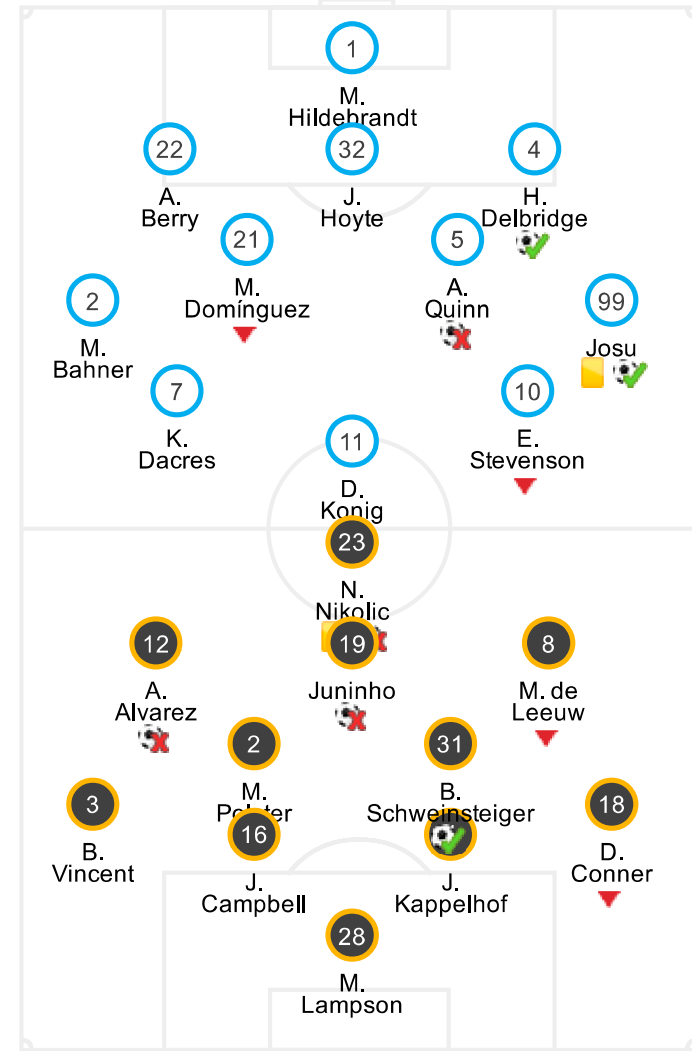 1
M.
Hildebrandt
22
32
4
A.
Berry
J.
Hoyte
H.
Delbridge
21
5
M.
Domínguez
A.
Quinn
2
99
M.
Bahner
Josu
7
10
K.
Dacres
E.
Stevenson
11
D.
Konig
23
N.
Nikolic
12
19
8
A.
Alvarez
Juninho
M. de
Leeuw
2
31
M.
B.
Schweinsteiger
3
18
B.
Vincent
D.
Conner
16
J.
Campbell
J.
Kappelhof
28
M.
Lampson